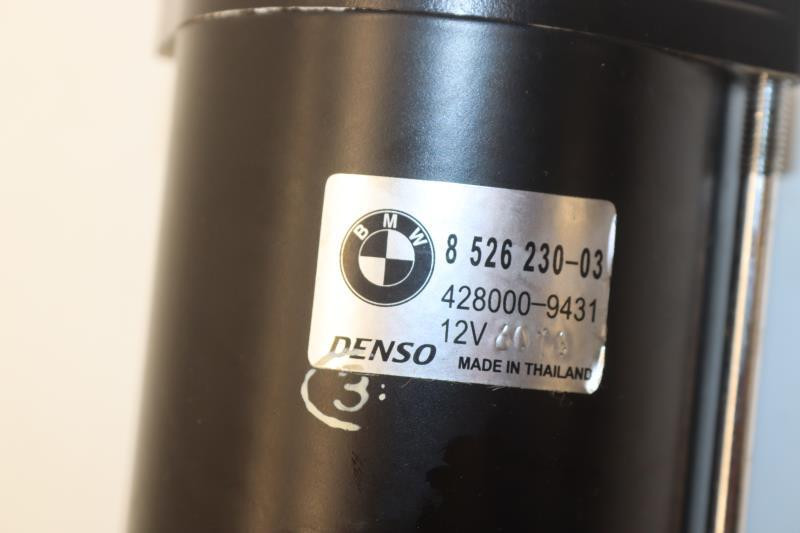 BMW
8 526 230-03
428000-9431
12V
DENSO
MADE IN THAILAND
3: